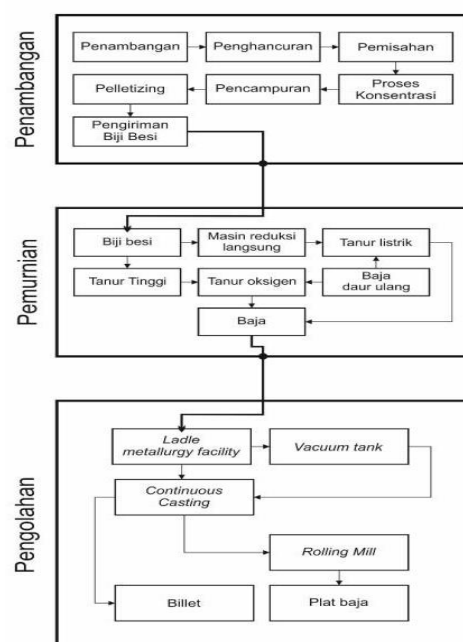 Penambangan
Penambangan
Penghancuran
Pemisahan
Pelletizing
Pencampuran
Proses
Konsentrasi
Pengiriman
Biji Besi
Pemurnian
Biji besi
Masin reduksi
langsung
Tanur listrik
Tanur Tinggi
Tanur oksigen
Baja
daur ulang
Baja
Pengolahan
Ladle
metallurgy facility
Vacuum tank
Continuous
Casting
Rolling Mill
Billet
Plat baja